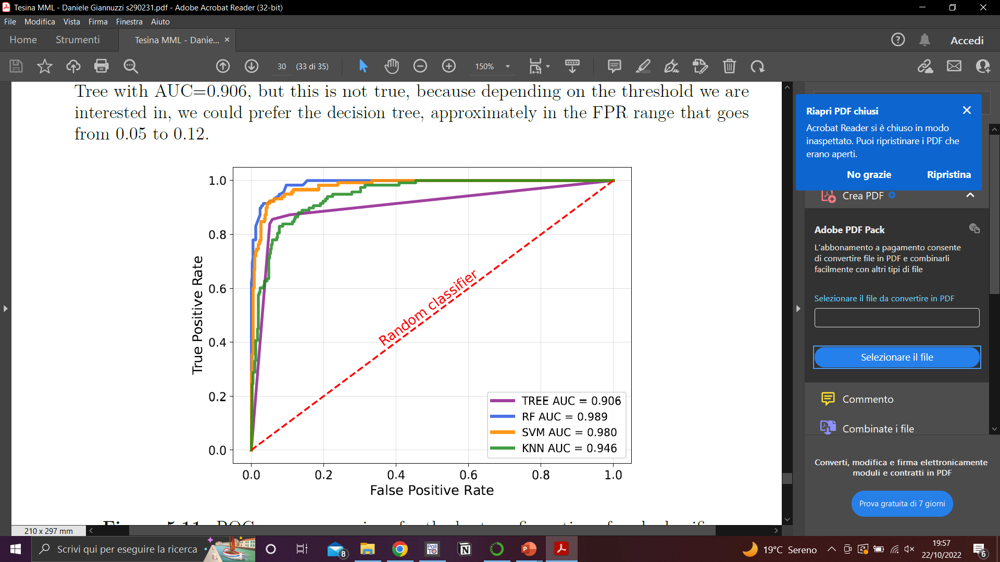 Tesina MML - Daniele Giannuzzi s290231.pdf - Adobe Acrobat Reader (32-bit)
File Modifica Vista Firma Finestra Aiuto
Home Strumenti Tesina MML - Danie... × Accedi
30 (33 di 35) 150%
Tree with AUC=0.906, but this is not true, because depending on the threshold we are
interested in, we could prefer the decision tree, approximately in the FPR range that goes
from 0.05 to 0.12.
1.0
0.8
0.6
0.4
0.2
0.0
True Positive Rate
Random classifier
TREE AUC = 0.906
RF AUC = 0.989
SVM AUC = 0.980
KNN AUC = 0.946
0.0 0.2 0.4 0.6 0.8 1.0
False Positive Rate
210 x 297 mm
Riapri PDF chiusi
Acrobat Reader si è chiuso in modo
inaspettato. Puoi ripristinare i PDF che
erano aperti.
No grazie Ripristina
Crea PDF
Adobe PDF Pack
L'abbonamento a pagamento consente
di convertire file in PDF e combinarli
facilmente con altri tipi di file
Selezionare il file da convertire in PDF
Selezionare il file
Commento
Combinate i file
Converti, modifica e firma elettronicamente
moduli e contratti in PDF
Prova gratuita di 7 giorni
Scrivi qui per eseguire la ricerca
8
Poli
TO
19°C Sereno
19:57
22/10/2022
6